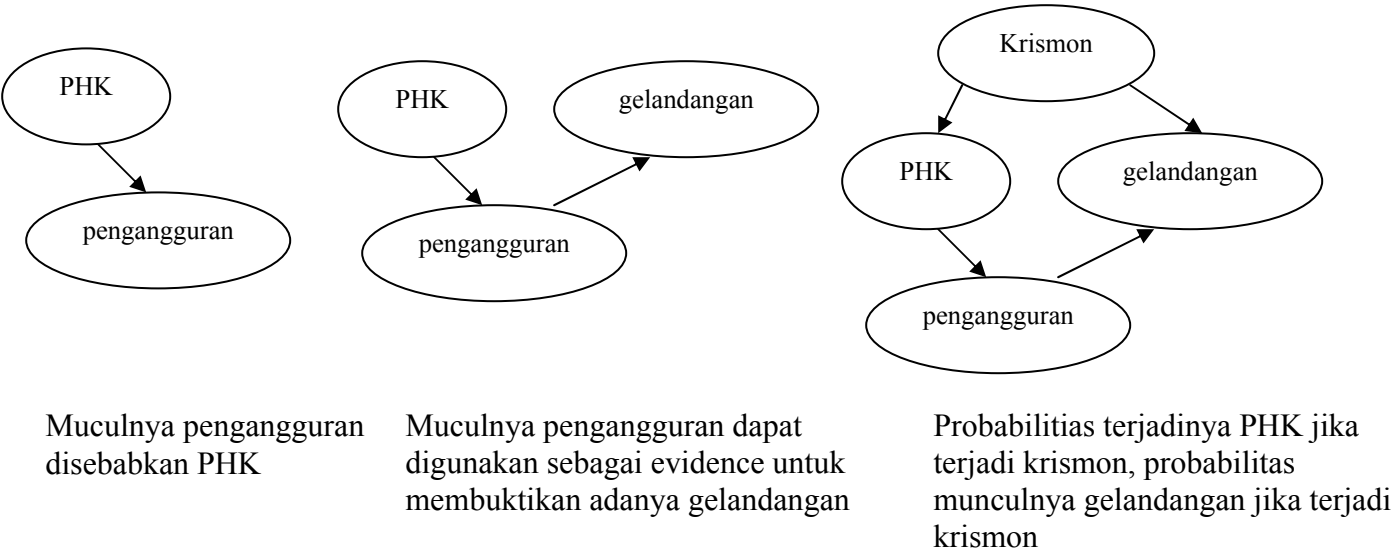 PHK
pengangguran
Muculnya pengangguran
disebabkan PHK
PHK
gelandangan
pengangguran
Muculnya pengangguran dapat
digunakan sebagai evidence untuk
membuktikan adanya gelandangan
Krismon
PHK
gelandangan
pengangguran
Probabilitias terjadinya PHK jika
terjadi krismon, probabilitas
munculnya gelandangan jika terjadi
krismon